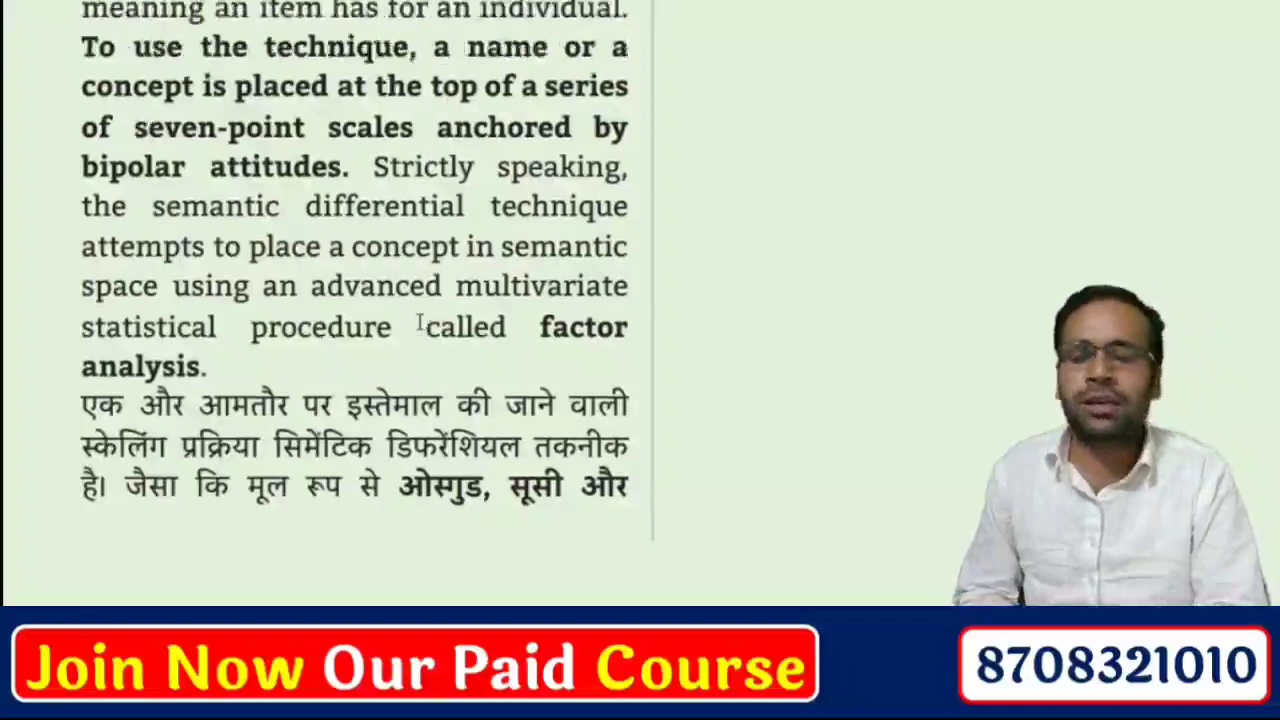 meaning an item has for an individual.
To use the technique, a name or a
concept is placed at the top of a series
of seven-point scales anchored by
bipolar attitudes. Strictly speaking,
the semantic differential technique
attempts to place a concept in semantic
space using an advanced multivariate
statistical procedure called factor
analysis.
एक और आमतौर पर इस्तेमाल की जाने वाली
स्केलिंग प्रक्रिया सिमेंटिक डिफरेंशियल तकनीक
है। जैसा कि मूल रूप से ओस्गुड, सूसी और
Join Now Our Paid Course
8708321010